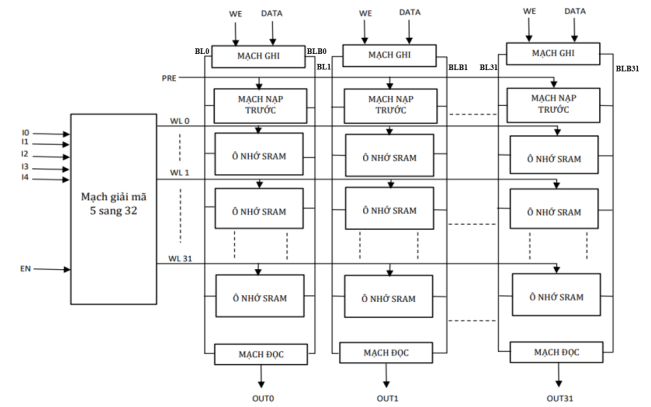 WE DATA WE DATA WE DATA
BL0 MẠCH GHI BLB0 MẠCH GHI MẠCH GHI
BL1 BLB1 BL31 BLB31
PRE
MẠCH NẠP TRƯỚC MẠCH NẠP TRƯỚC MẠCH NẠP TRƯỚC
WL 0
I0
I1
I2
I3
I4
Mạch giải mã
5 sang 32
EN
Ô NHỚ SRAM Ô NHỚ SRAM Ô NHỚ SRAM
WL 1
Ô NHỚ SRAM Ô NHỚ SRAM Ô NHỚ SRAM
WL 31
Ô NHỚ SRAM Ô NHỚ SRAM Ô NHỚ SRAM
MẠCH ĐỌC MẠCH ĐỌC MẠCH ĐỌC
OUT0 OUT1 OUT31